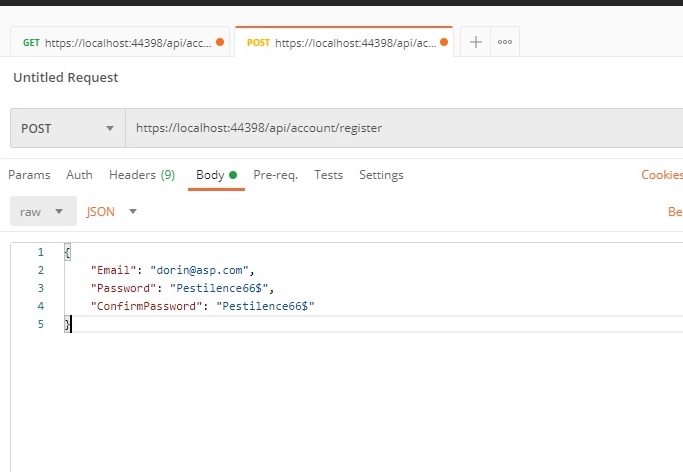 GET https://localhost:44398/api/acc... POST https://localhost:44398/api/ac...
Untitled Request
POST https://localhost:44398/api/account/register
Params Auth Headers (9) Body Pre-req. Tests Settings Cookies
raw JSON Be
1 {
2 "Email": "dorin@asp.com",
3 "Password": "Pestilence66$",
4 "ConfirmPassword": "Pestilence66$"
5 }